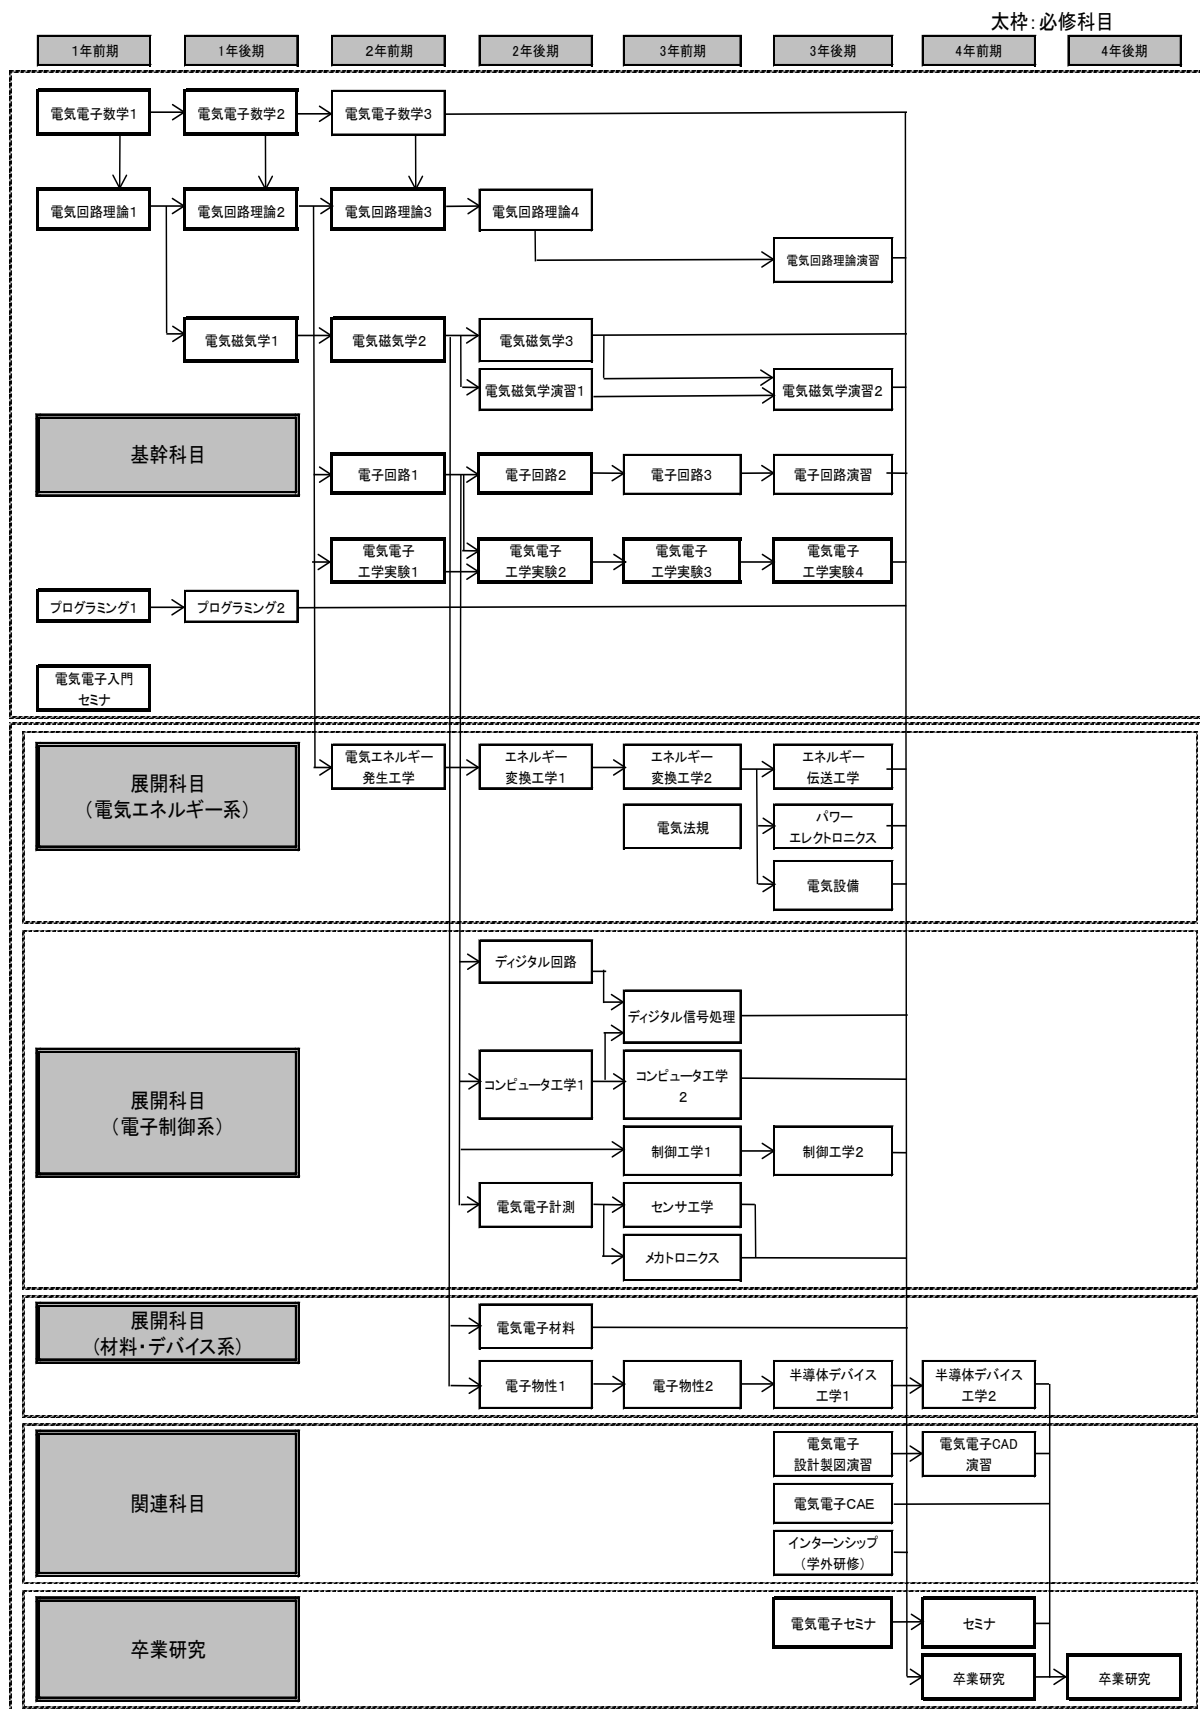 太枠：必修科目
1年前期
1年後期
2年前期
2年後期
3年前期
3年後期
4年前期
4年後期
電気電子数学1
電気電子数学2
電気電子数学3
電気回路理論1
電気回路理論2
電気回路理論3
電気回路理論4
電気回路理論演習
電気磁気学1
電気磁気学2
電気磁気学3
電気磁気学演習1
電気磁気学演習2
基幹科目
電子回路1
電子回路2
電子回路3
電子回路演習
電気電子
工学実験1
電気電子
工学実験2
電気電子
工学実験3
電気電子
工学実験4
プログラミング1
プログラミング2
電気電子入門
セミナ
展開科目
（電気エネルギー系）
電気エネルギー
発生工学
エネルギー
変換工学1
エネルギー
変換工学2
エネルギー
伝送工学
電気法規
パワー
エレクトロニクス
電気設備
展開科目
（電子制御系）
ディジタル回路
ディジタル信号処理
コンピュータ工学1
コンピュータ工学
2
制御工学1
制御工学2
電気電子計測
センサ工学
メカトロニクス
展開科目
（材料・デバイス系）
電気電子材料
電子物性1
電子物性2
半導体デバイス
工学1
半導体デバイス
工学2
関連科目
電気電子
設計製図演習
電気電子CAD
演習
電気電子CAE
インターンシップ
（学外研修）
卒業研究
電気電子セミナ
セミナ
卒業研究
卒業研究